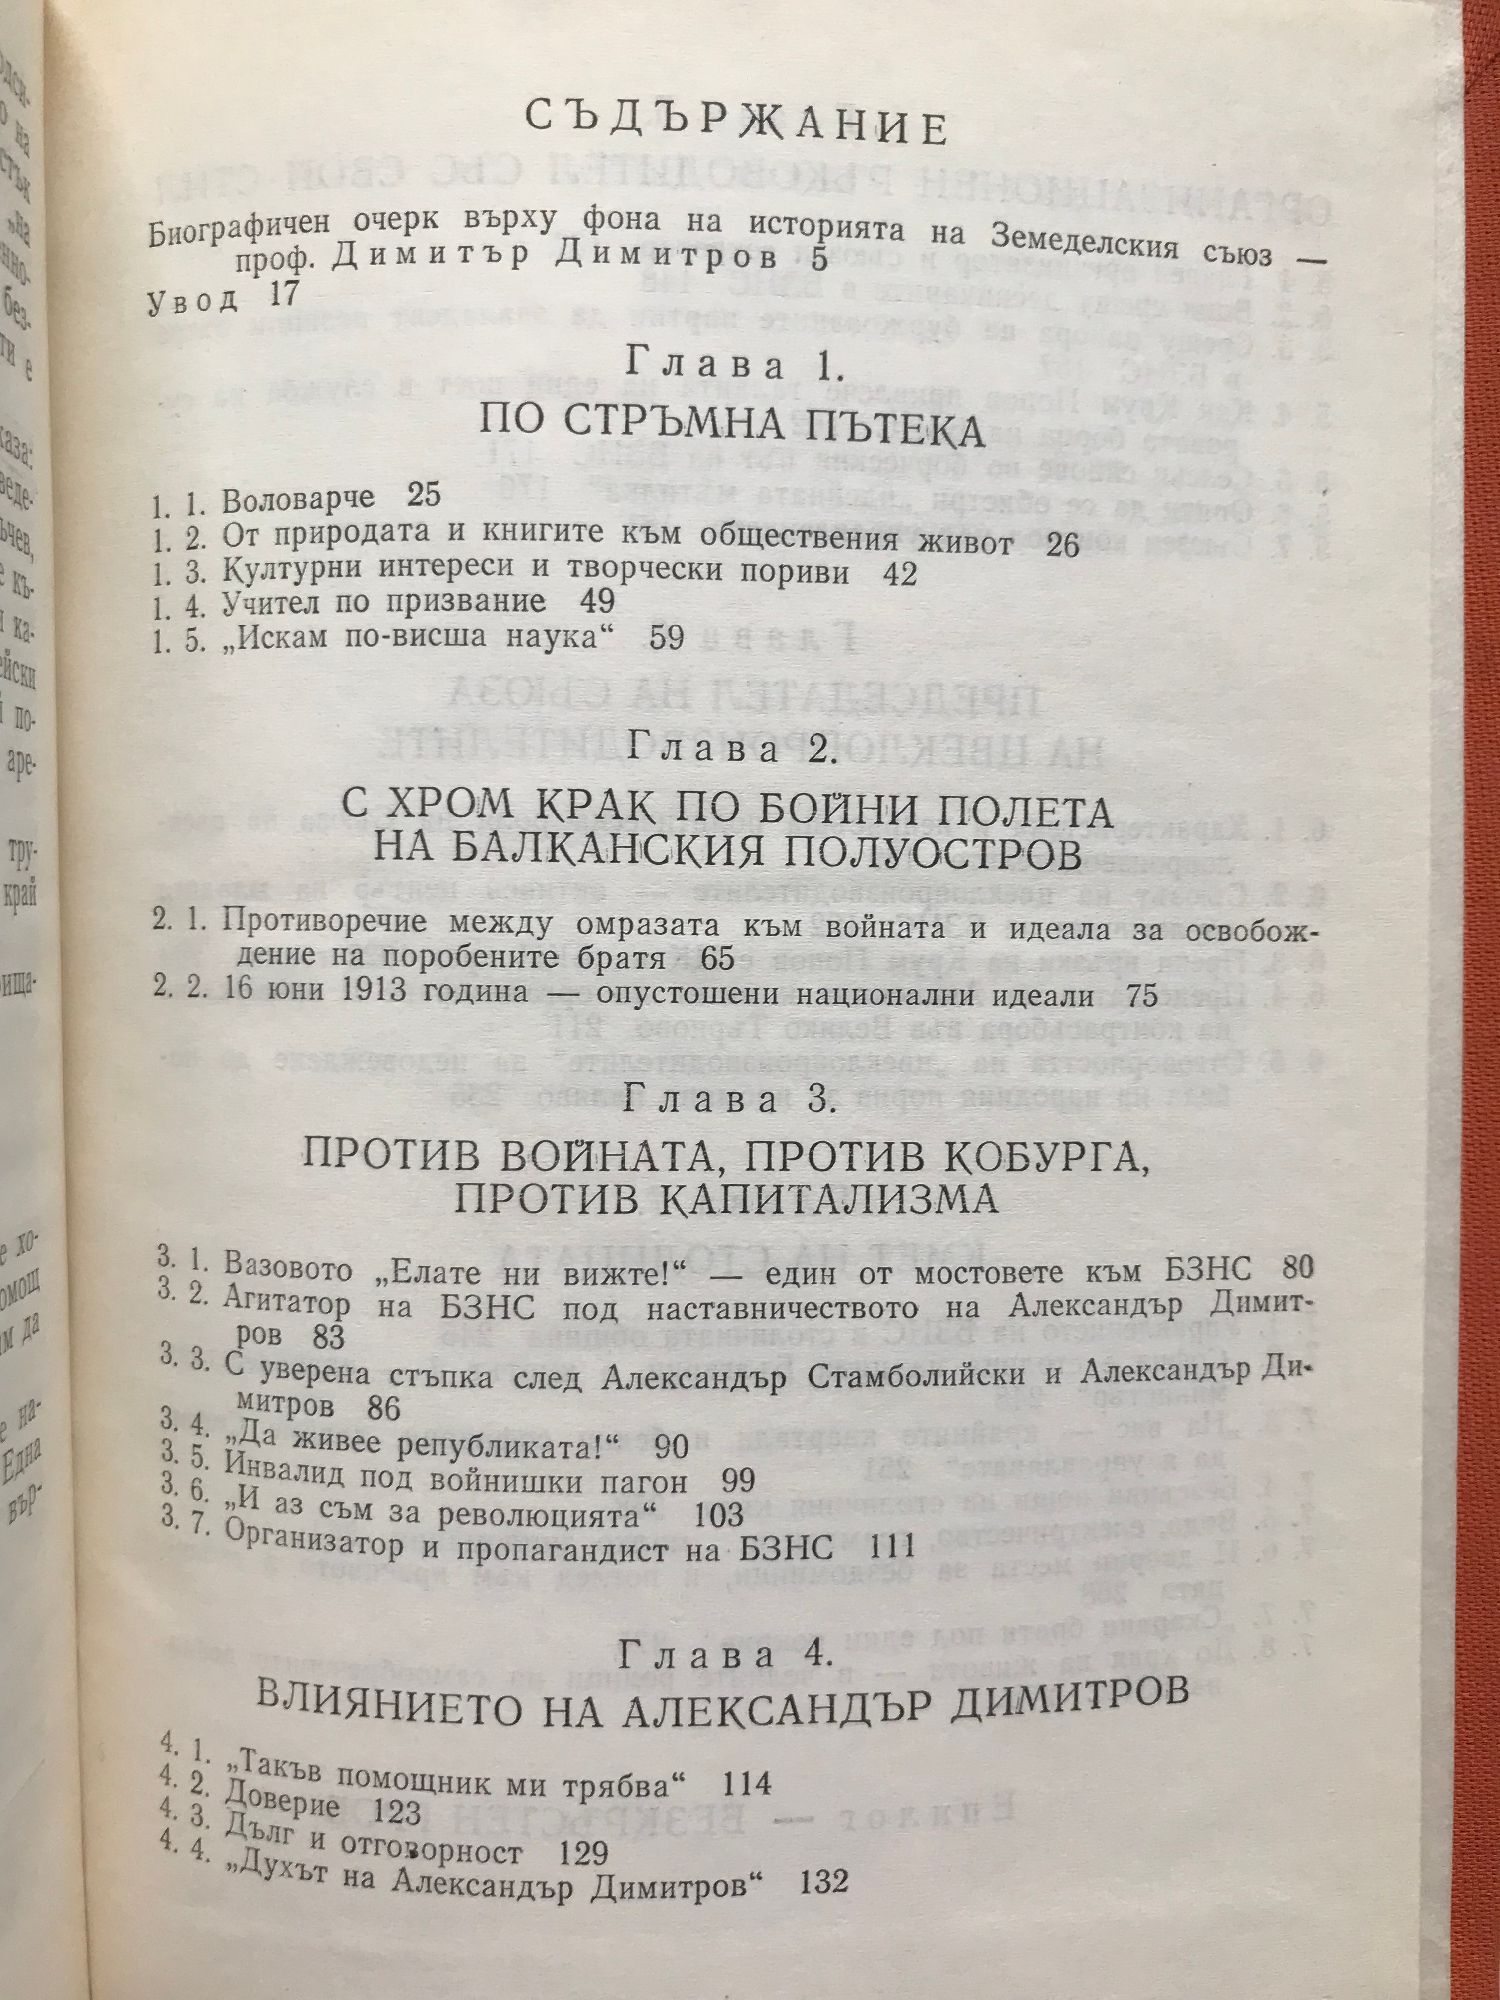 СЪДЪРЖАНИЕ
Биографичен очерк върху фона на историята на Земеделския съюз —
проф. Димитър Димитров 5
Увод 17
Глава 1.
ПО СТРЪМНА ПЪТЕКА
1. 1. Воловарче 25
1. 2. От природата и книгите към обществения живот 26
1. 3. Културни интереси и творчески пориви 42
1. 4. Учител по призвание 49
1. 5. „Искам по-висша наука“ 59
Глава 2.
С ХРОМ КРАК ПО БОЙНИ ПОЛЕТА
НА БАЛКАНСКИЯ ПОЛУОСТРОВ
2. 1. Противоречие между омразата към войната и идеала за освобож-
дение на поробените братя 65
2. 2. 16 юни 1913 година — опустошени национални идеали 75
Глава 3.
ПРОТИВ ВОЙНАТА, ПРОТИВ КОБУРГА,
ПРОТИВ КАПИТАЛИЗМА
3. 1. Вазовото „Елате ни вижте!“ — един от мостовете към БЗНС 80
3. 2. Агитатор на БЗНС под наставничеството на Александър Димит-
ров 83
3. 3. С уверена стъпка след Александър Стамболийски и Александър Ди-
митров 86
3. 4. „Да живее републиката!“ 90
3. 5. Инвалид под войнишки пагон 99
3. 6. „И аз съм за революцията“ 103
3. 7. Организатор и пропагандист на БЗНС 111
Глава 4.
ВЛИЯНИЕТО НА АЛЕКСАНДЪР ДИМИТРОВ
4. 1. „Такъв помощник ми трябва“ 114
4. 2. Доверие 123
4. 3. Дълг и отговорност 129
4. 4. „Духът на Александър Димитров“ 132